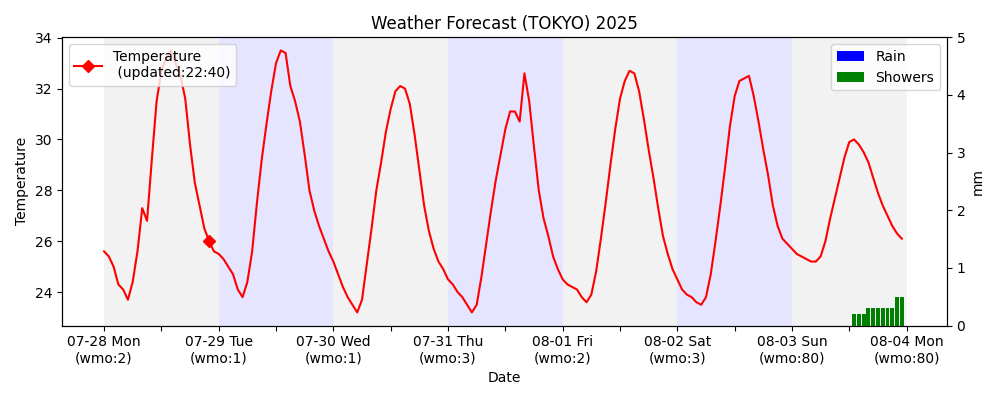 Weather Forecast (TOKYO) 2025
Temperature
(updated:22:40)
Rain
Showers
34
32
30
28
26
24
Temperature
5
4
3
2
1
0
mm
07-28 Mon 07-29 Tue 07-30 Wed 07-31 Thu 08-01 Fri 08-02 Sat 08-03 Sun 08-04 Mon
(wmo:2) (wmo:1) (wmo:1) (wmo:3) (wmo:2) (wmo:3) (wmo:80) (wmo:80)
Date